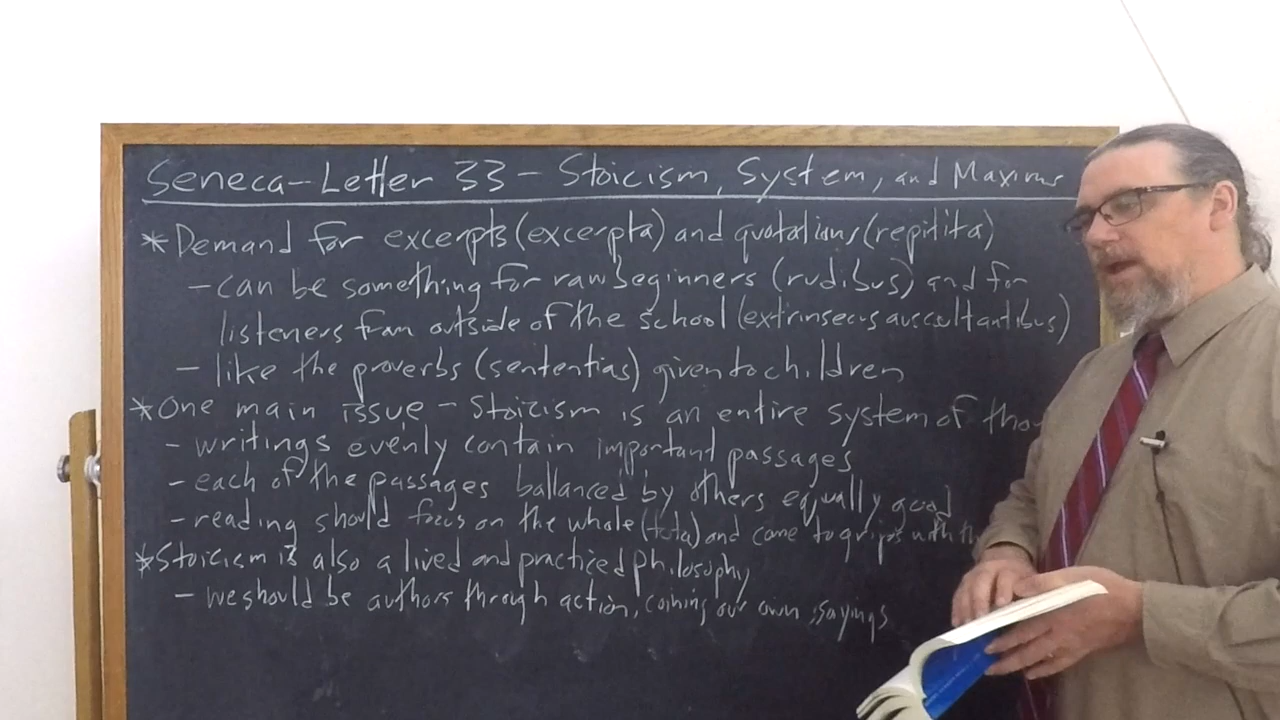 Seneca-Letter 33 - Stoicism, System, and Maxims
* Demand for excerpts (excerpta) and quotations (repitita)
- can be something for raw beginners (rudibus) and for
listeners from outside of the school (extrinsecus auscultantibus)
- like the proverbs (sententias) given to children
* One main issue - Stoicism is an entire system of thou
- writings evenly contain important passages
- each of the passages ballanced by others equally good
- reading should focus on the whole (tota) and come to grips with th
* Stoicism is also a lived and practiced philosophy
- we should be authors through action, coining our own sayings